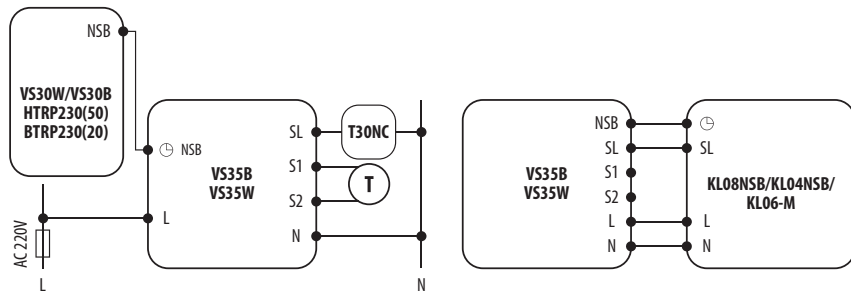 NSB
VS30W/VS30B
HTRP230(50)
BTRP230(20)
NSB
L
VS35B
VS35W
SL
S1
S2
N
T30NC
T
AC 220V
L
N
VS35B
VS35W
NSB
SL
S1
S2
L
N
SL
L
N
KL08NSB/KL04NSB/
KL06-M